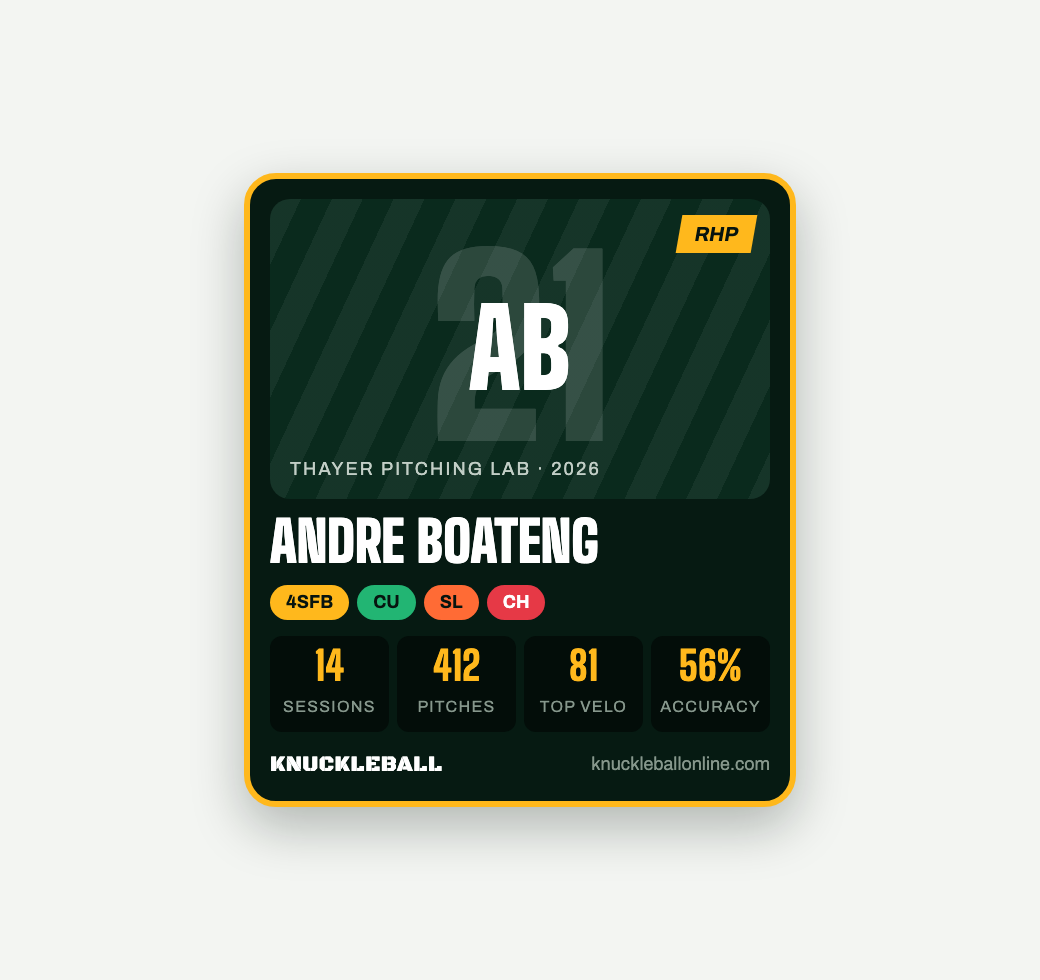 RHP
21
AB
THAYER PITCHING LAB · 2026
ANDRE BOATENG
4SFB CU SL CH
14 412 81 56%
SESSIONS PITCHES TOP VELO ACCURACY
KNUCKLEBALL knuckleballonline.com